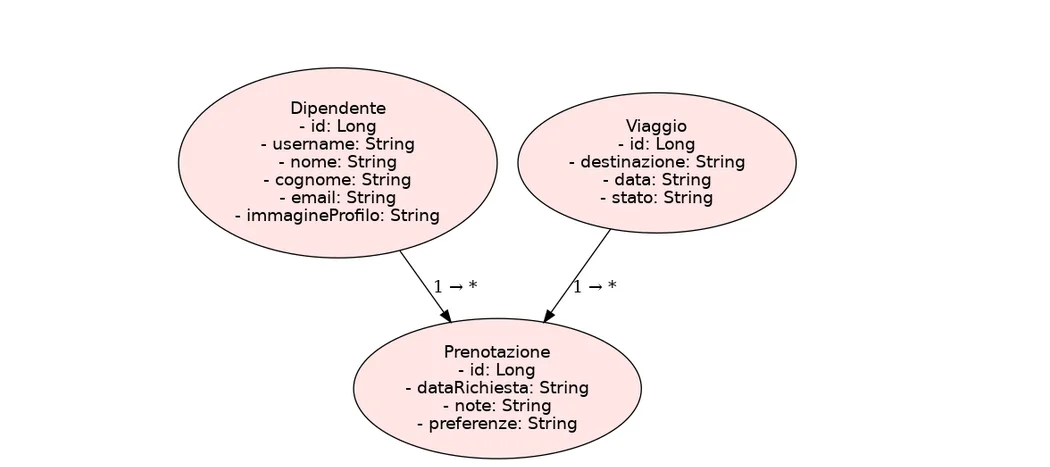 Dipendente
- id: Long
- username: String
- nome: String
- cognome: String
- email: String
- immagineProfilo: String
Viaggio
- id: Long
- destinazione: String
- data: String
- stato: String
1 → *
1 → *
Prenotazione
- id: Long
- dataRichiesta: String
- note: String
- preferenze: String